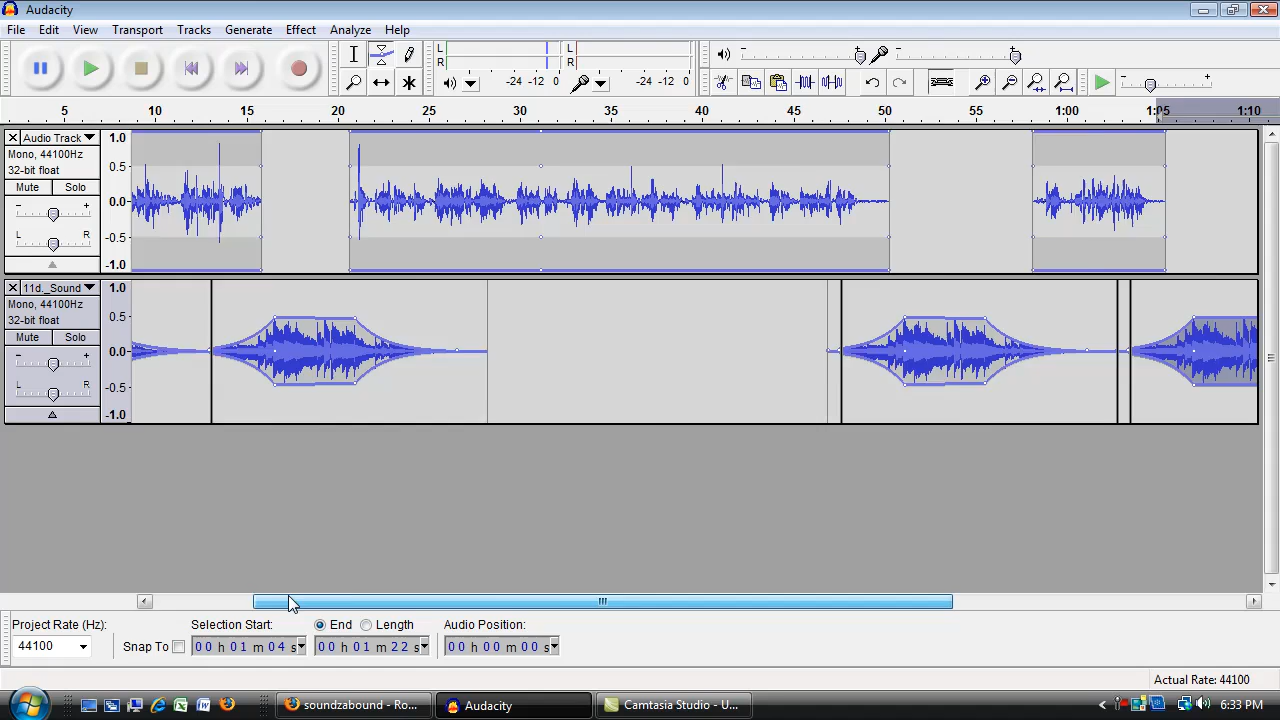 Audacity
File Edit View Transport Tracks Generate Effect Analyze Help
L
R
-24 -12 0
L
R
-24 -12 0
5 10 15 20 25 30 35 40 45 50 55 1:00 1:05 1:10
Audio Track
Mono, 44100Hz
32-bit float
Mute Solo
- +
L R
1.0
0.5
0.0
-0.5
-1.0
11d._Sound
Mono, 44100Hz
32-bit float
Mute Solo
- +
L R
1.0
0.5
0.0
-0.5
-1.0
Project Rate (Hz): Selection Start: End Length Audio Position:
44100 Snap To 00 h 01 m 04 s 00 h 01 m 22 s 00 h 00 m 00 s
Actual Rate: 44100
soundzabound - Ro... Audacity Camtasia Studio - U... 6:33 PM